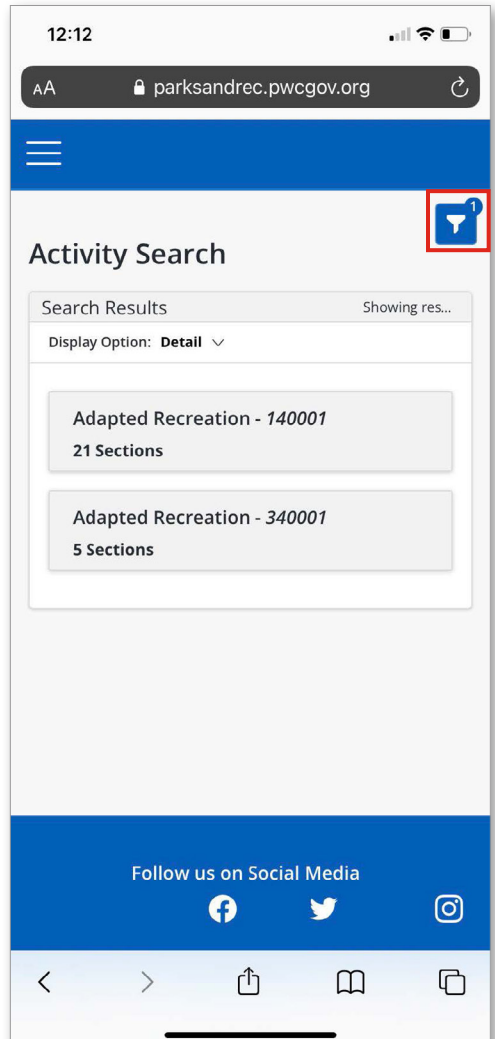 12:12
AA parksandrec.pwcgov.org
1
Activity Search
Search Results Showing res...
Display Option: Detail
Adapted Recreation - 140001
21 Sections
Adapted Recreation - 340001
5 Sections
Follow us on Social Media